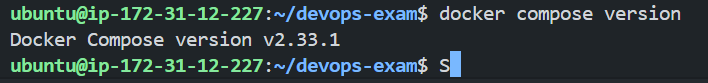 ubuntu@ip-172-31-12-227:~/devops-exam$ docker compose version
Docker Compose version v2.33.1
ubuntu@ip-172-31-12-227:~/devops-exam$ S